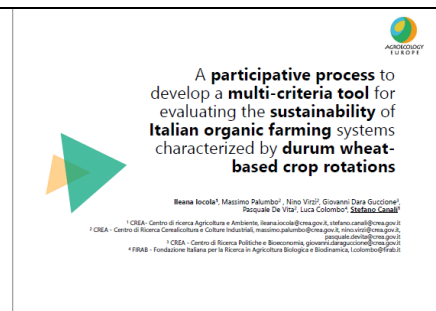 AGROECOLOGY
EUROPE
A participative process to
develop a multi-criteria tool for
evaluating the sustainability of
Italian organic farming systems
characterized by durum wheat-
based crop rotations
Ileana Iocola¹, Massimo Palumbo², Nino Virzì², Giovanni Dara Guccione³,
Pasquale De Vita², Luca Colombo⁴, Stefano Canali¹
¹ CREA- Centro di ricerca Agricoltura e Ambiente, ileana.iocola@crea.gov.it, stefano.canali@crea.gov.it
² CREA - Centro di Ricerca Cerealicoltura e Colture Industriali, massimo.palumbo@crea.gov.it, nino.virzi@crea.gov.it,
pasquale.devita@crea.gov.it
³ CREA - Centro di Ricerca Politiche e Bioeconomia, giovanni.daraguccione@crea.gov.it
⁴ FIRAB - Fondazione Italiana per la Ricerca in Agricoltura Biologica e Biodinamica, l.colombo@firab.it